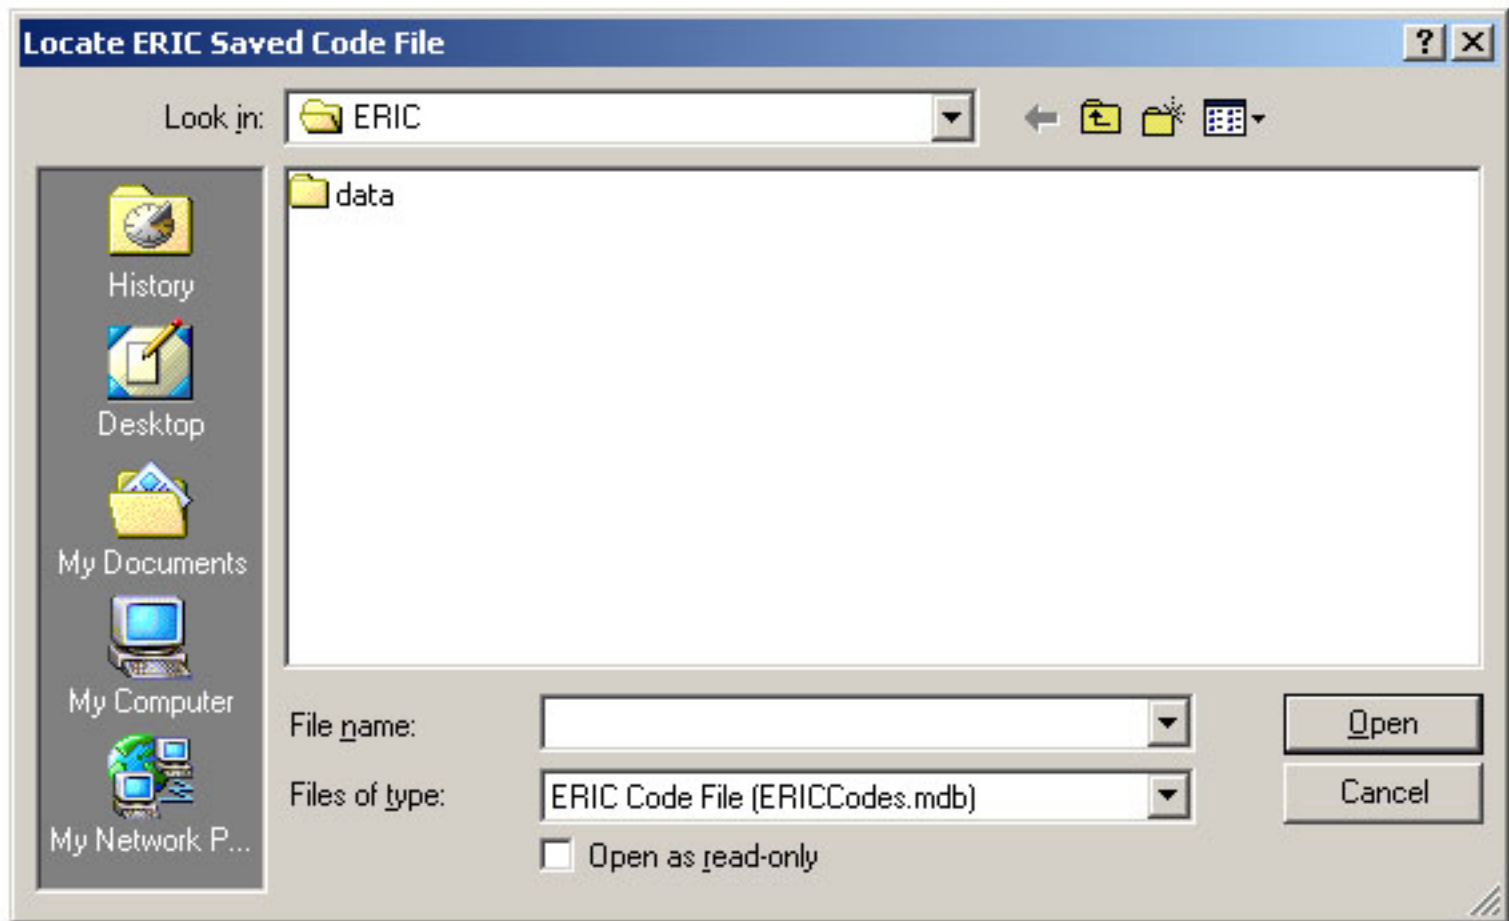 Locate ERIC Saved Code File
Look in: ERIC
data
History
Desktop
My Documents
My Computer
My Network P...
File name:
Open
Files of type: ERIC Code File (ERICCodes.mdb)
Cancel
Open as read-only